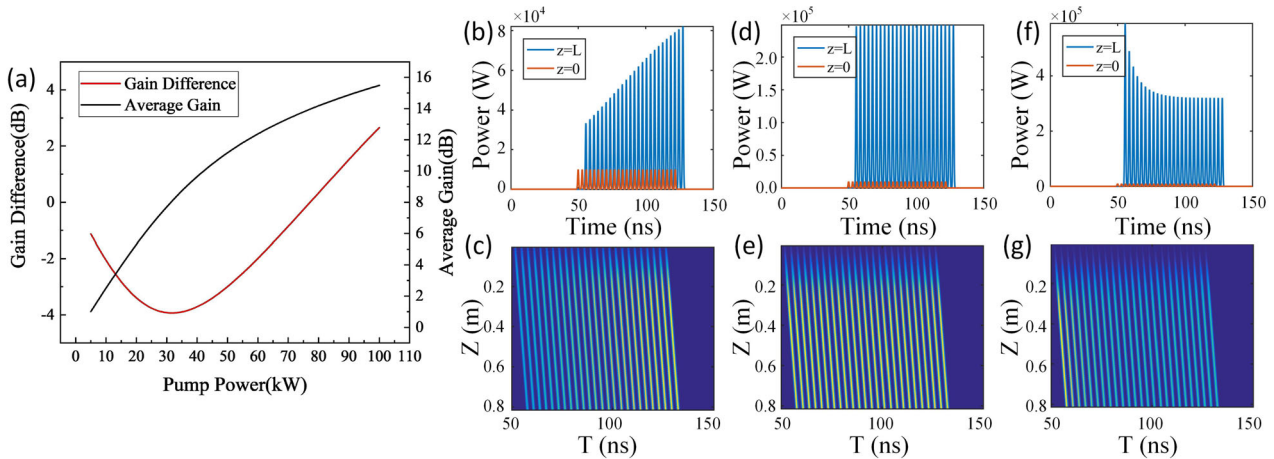 (a)
Gain Difference
Average Gain
Gain Difference(dB)
4
2
0
-2
-4
Average Gain(dB)
16
14
12
10
8
6
4
2
0
0 10 20 30 40 50 60 70 80 90 100 110
Pump Power(kW)
(b)
×10⁴
z=L
z=0
Power (W)
8
6
4
2
0
0 50 100 150
Time (ns)
(d)
×10⁵
z=L
z=0
Power (W)
2.0
1.5
1.0
0.5
0.0
0 50 100 150
Time (ns)
(f)
×10⁵
z=L
z=0
Power (W)
4
2
0
0 50 100 150
Time (ns)
(c)
Z (m)
0.2
0.4
0.6
0.8
50 100 150
T (ns)
(e)
Z (m)
0.2
0.4
0.6
0.8
50 100 150
T (ns)
(g)
Z (m)
0.2
0.4
0.6
0.8
50 100 150
T (ns)